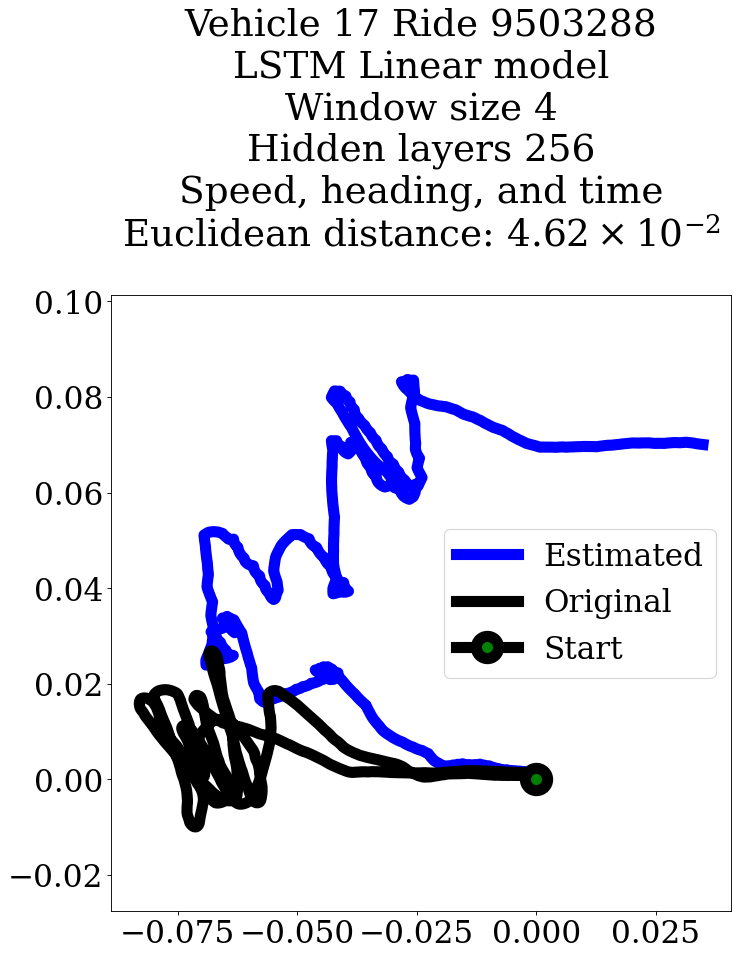 Vehicle 17 Ride 9503288
LSTM Linear model
Window size 4
Hidden layers 256
Speed, heading, and time
Euclidean distance: 4.62 × 10⁻²
0.10
0.08
0.06
0.04
0.02
0.00
−0.02
Estimated
Original
Start
−0.075 −0.050 −0.025 0.000 0.025